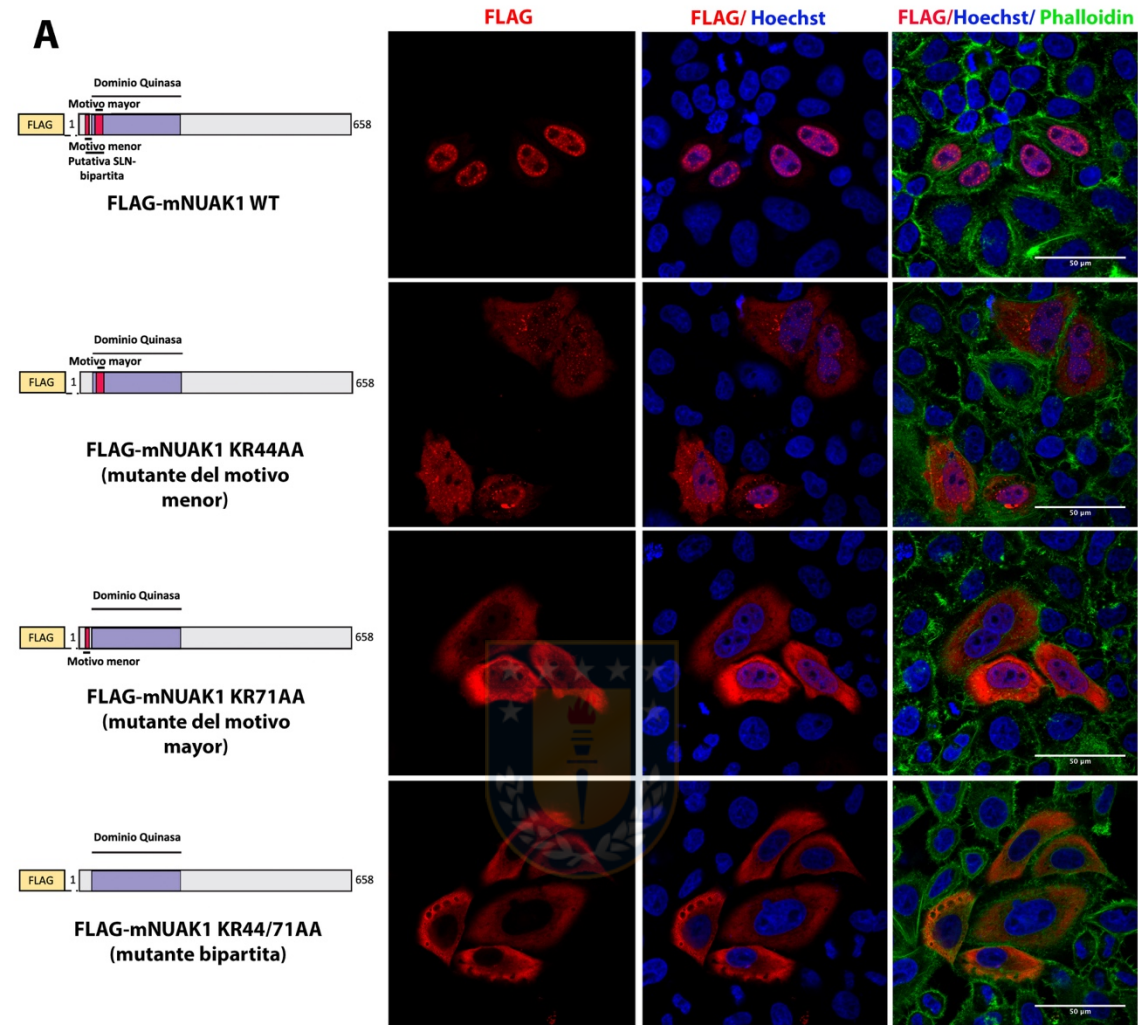 A
FLAG
FLAG/ Hoechst
FLAG/Hoechst/ Phalloidin
Dominio Quinasa
Motivo mayor
FLAG
1
658
Motivo menor
Putativa SLN-
bipartita
FLAG-mNUAK1 WT
50 µm
Dominio Quinasa
Motivo mayor
FLAG
1
658
FLAG-mNUAK1 KR44AA
(mutante del motivo
menor)
50 µm
Dominio Quinasa
FLAG
1
658
Motivo menor
FLAG-mNUAK1 KR71AA
(mutante del motivo
mayor)
50 µm
Dominio Quinasa
FLAG
1
658
FLAG-mNUAK1 KR44/71AA
(mutante bipartita)
50 µm